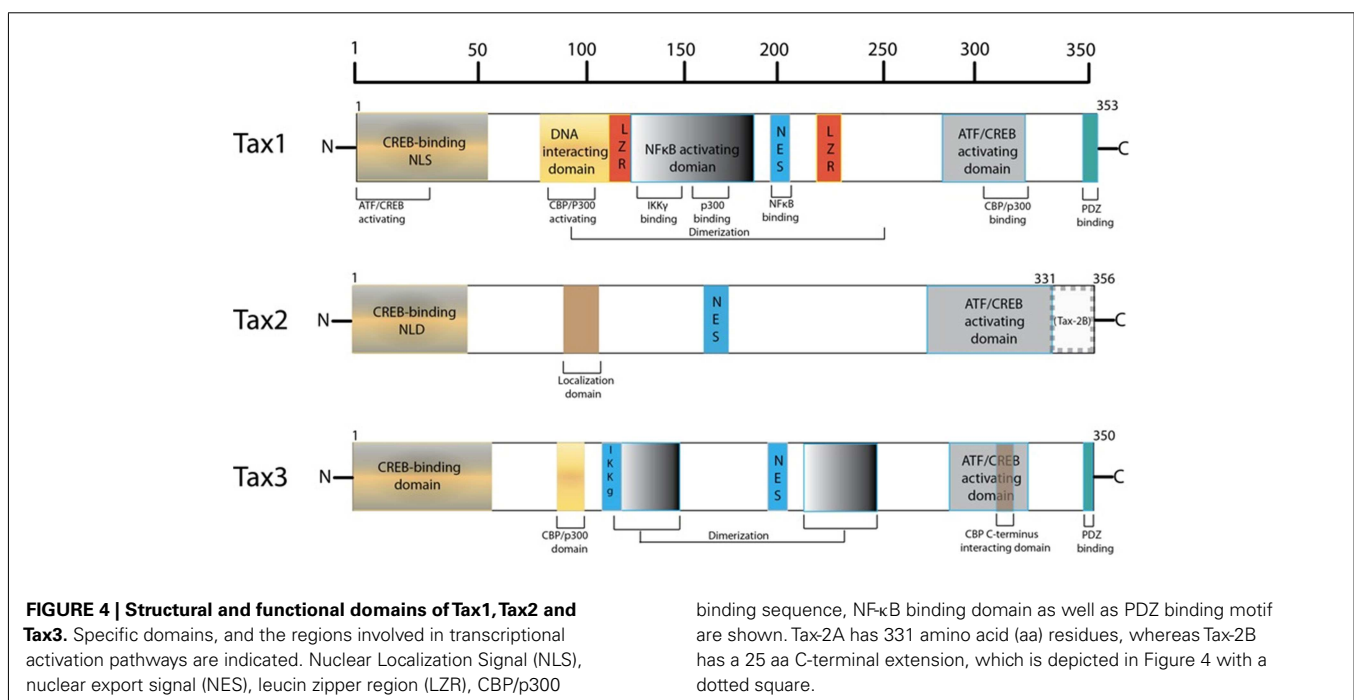 1 50 100 150 200 250 300 350
1 353
Tax1 N C
CREB-binding
NLS
DNA
interacting
domain
L
Z
R
NFκB activating
domian
N
E
S
L
Z
R
ATF/CREB
activating
domain
ATF/CREB
activating
CBP/P300
activating
IKKγ
binding
p300
binding
NFκB
binding
CBP/p300
binding
PDZ
binding
Dimerization
1 331 356
Tax2 N C
CREB-binding
NLD
N
E
S
ATF/CREB
activating
domain
(Tax-2B)
Localization
domain
1 350
Tax3 N C
CREB-binding
domain
I
K
K
g
N
E
S
ATF/CREB
activating
domain
CBP/p300
domain
Dimerization
CBP C-terminus
interacting domain
PDZ
binding
FIGURE 4 | Structural and functional domains of Tax1, Tax2 and
Tax3. Specific domains, and the regions involved in transcriptional
activation pathways are indicated. Nuclear Localization Signal (NLS),
nuclear export signal (NES), leucin zipper region (LZR), CBP/p300
binding sequence, NF-κB binding domain as well as PDZ binding motif
are shown. Tax-2A has 331 amino acid (aa) residues, whereas Tax-2B
has a 25 aa C-terminal extension, which is depicted in Figure 4 with a
dotted square.